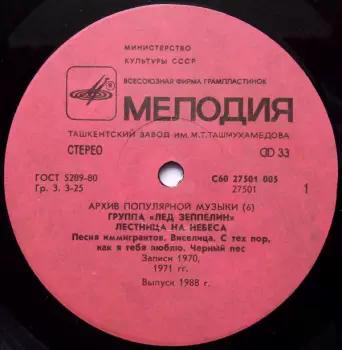 МИНИСТЕРСТВО
КУЛЬТУРЫ СССР
ВСЕСОЮЗНАЯ ФИРМА ГРАМПЛАСТИНОК
МЕЛОДИЯ
ТАШКЕНТСКИЙ ЗАВОД ИМ. М.Т.ТАШМУХАМЕДОВА
СТЕРЕО
33
ГОСТ 5289-80
Гр. 3. 3-25
С60 27501 005
27501
1
АРХИВ ПОПУЛЯРНОЙ МУЗЫКИ (6)
ГРУППА «ЛЕД ЗЕППЕЛИН»
ЛЕСТНИЦА НА НЕБЕСА
Песня иммигрантов. Виселица. С тех пор,
как я тебя люблю. Черный пес
Записи 1970,
1971 гг.
Выпуск 1988 г.